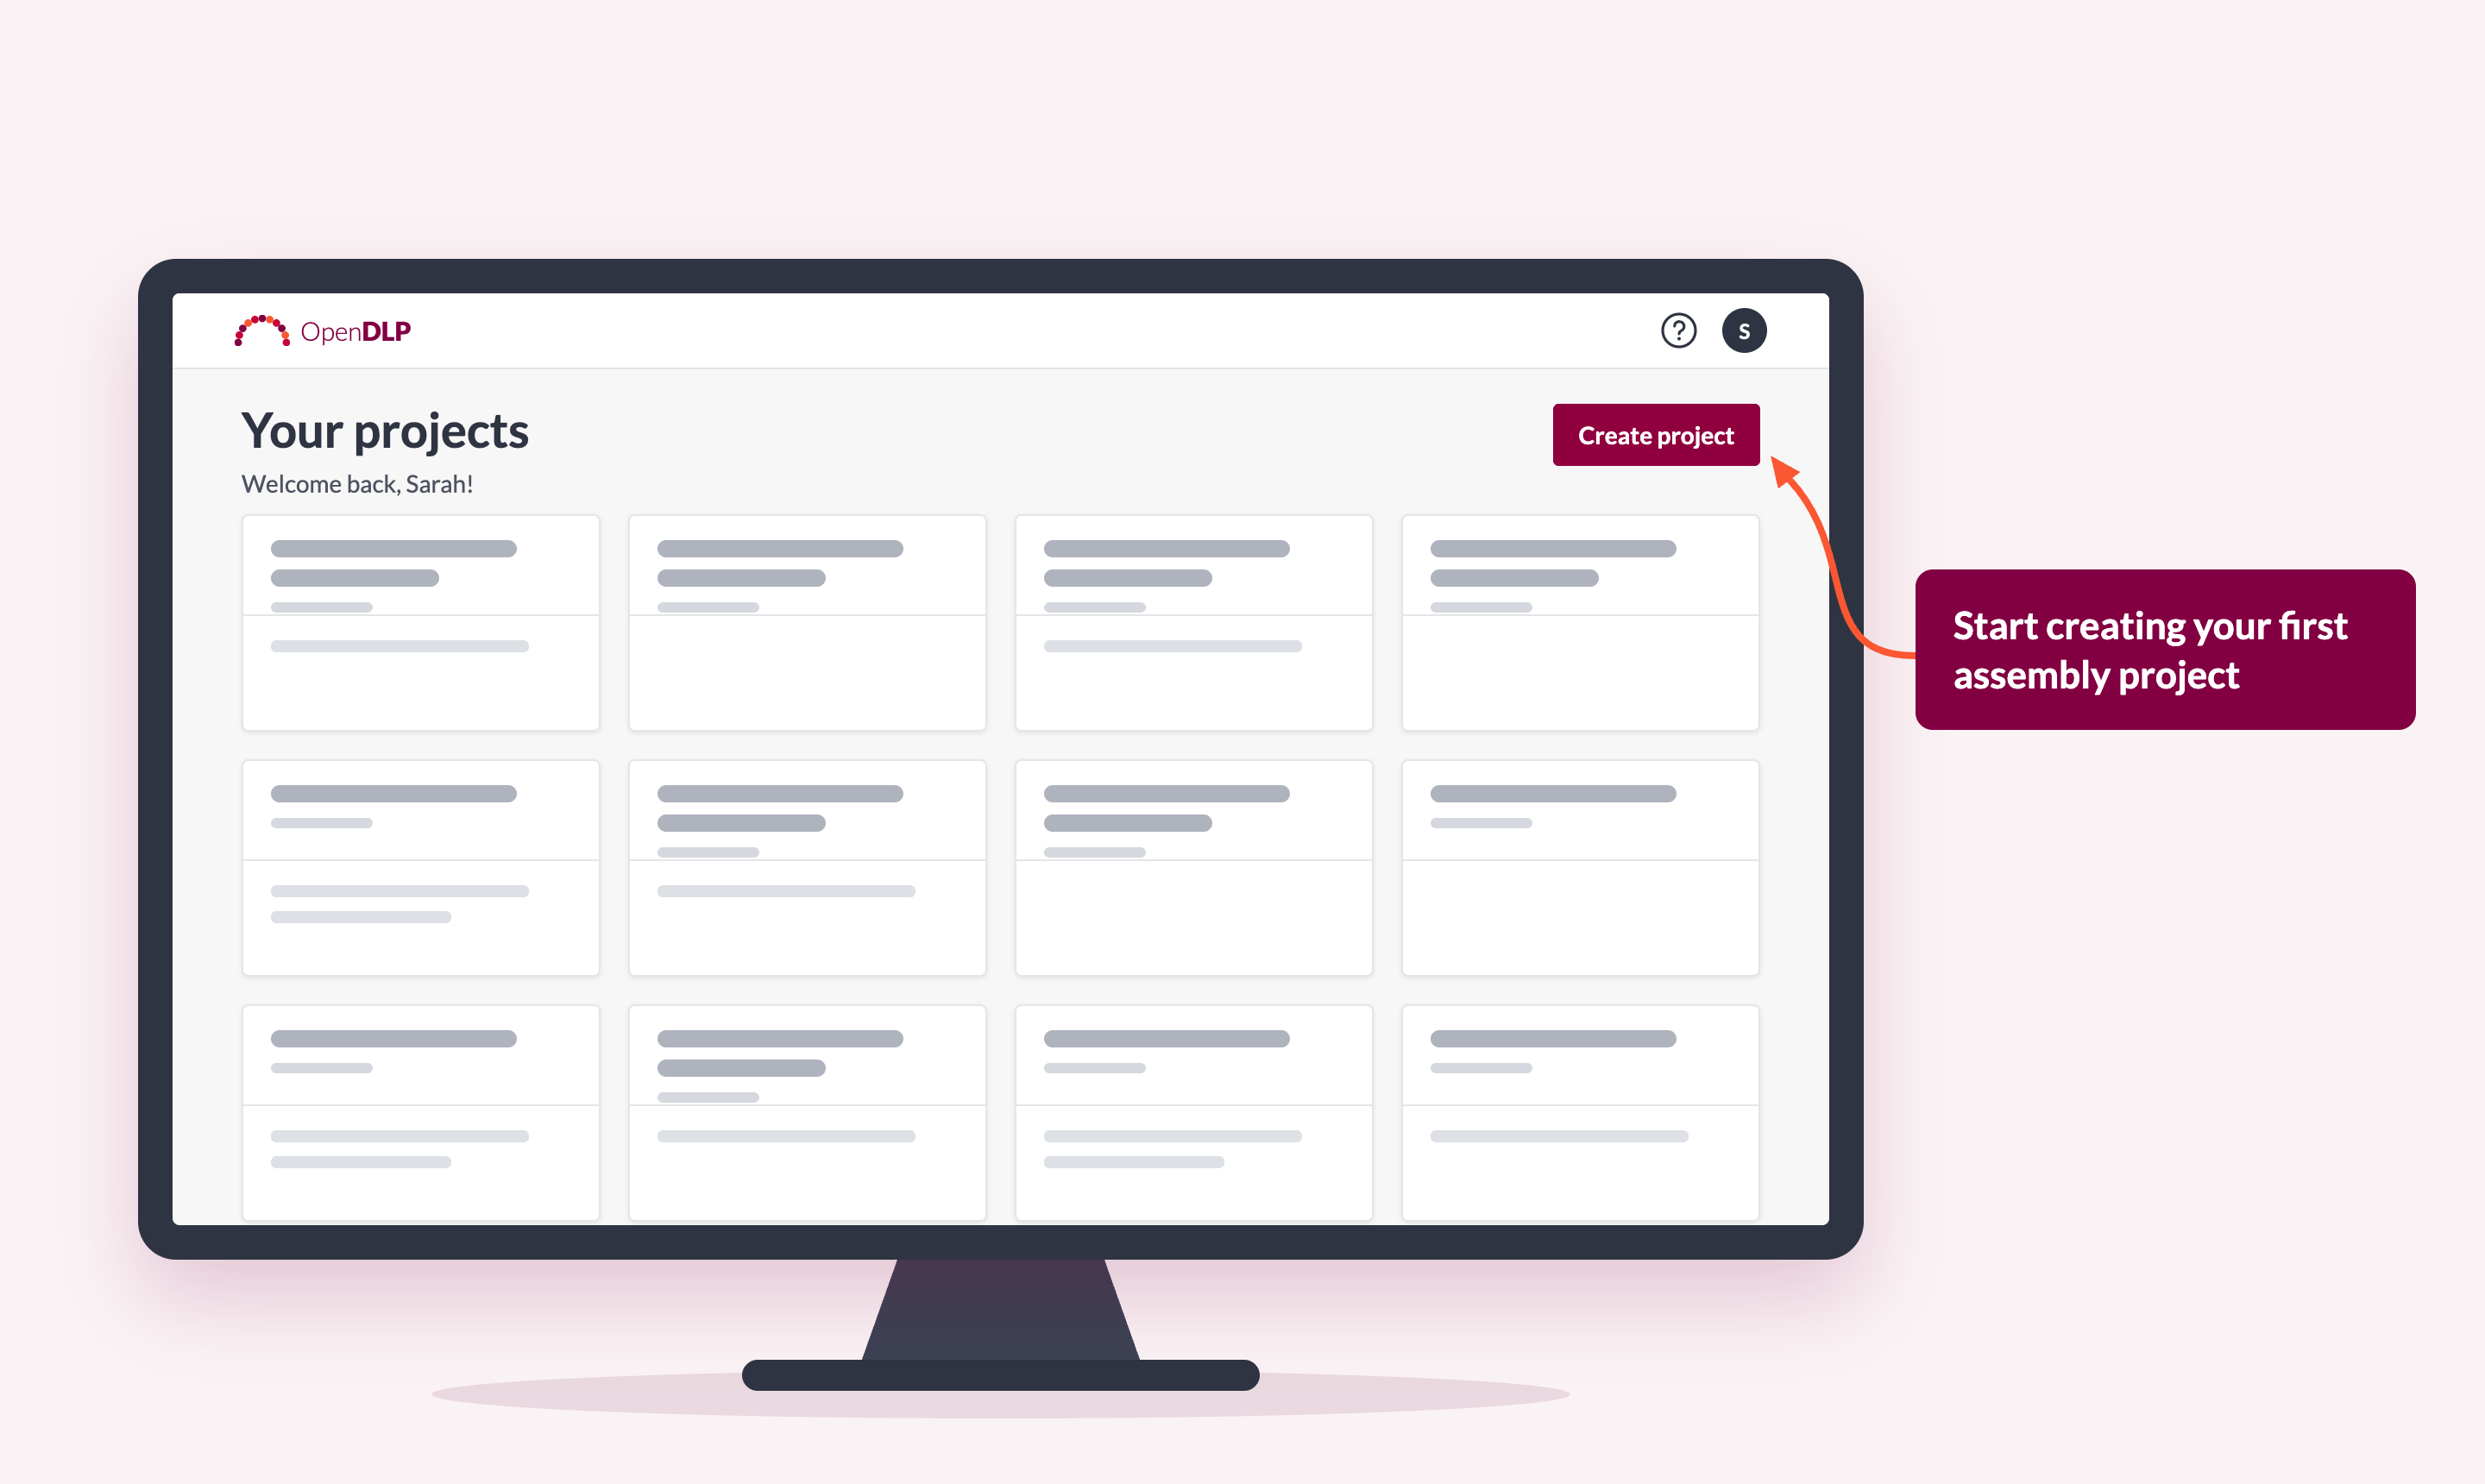 OpenDLP
?
S
Your projects
Create project
Welcome back, Sarah!
Start creating your first
assembly project